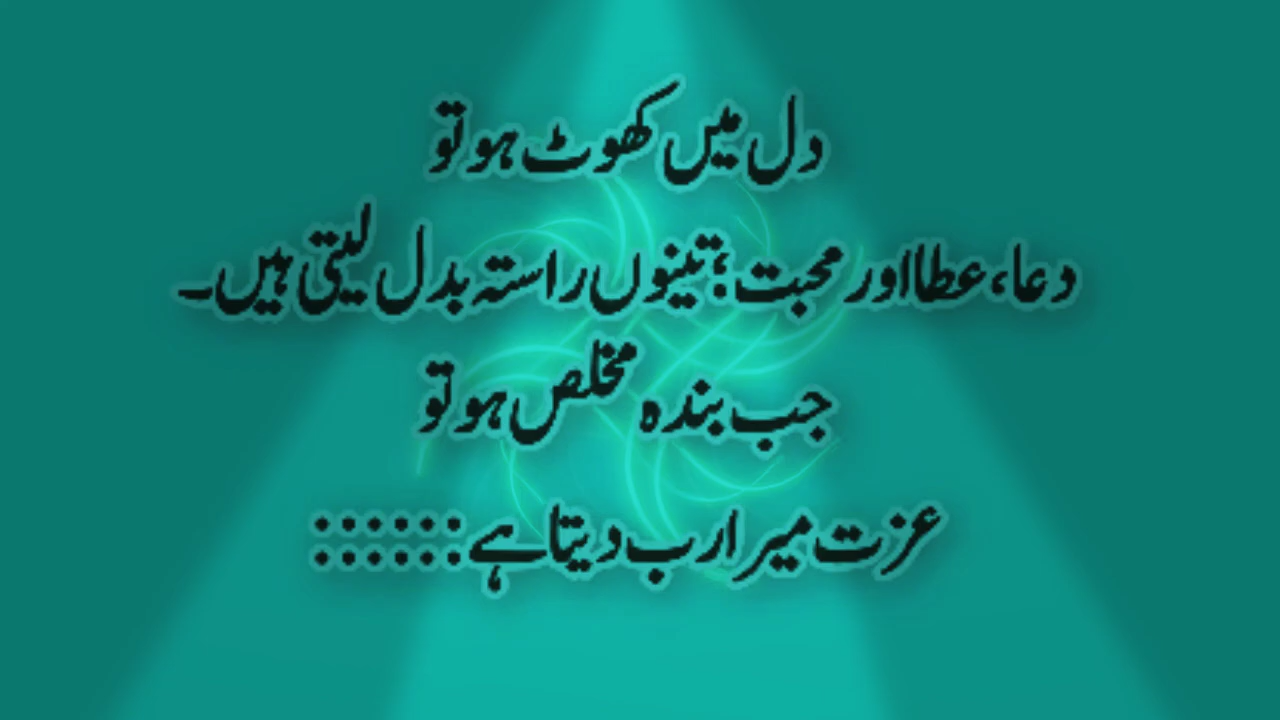 دل میں کھوٹ ہو تو
دعا، عطا اور محبت ؛ تینوں راستہ بدل لیتی ہیں۔
جب بندہ مخلص ہو تو
عزت میرا رب دیتا ہے::::::